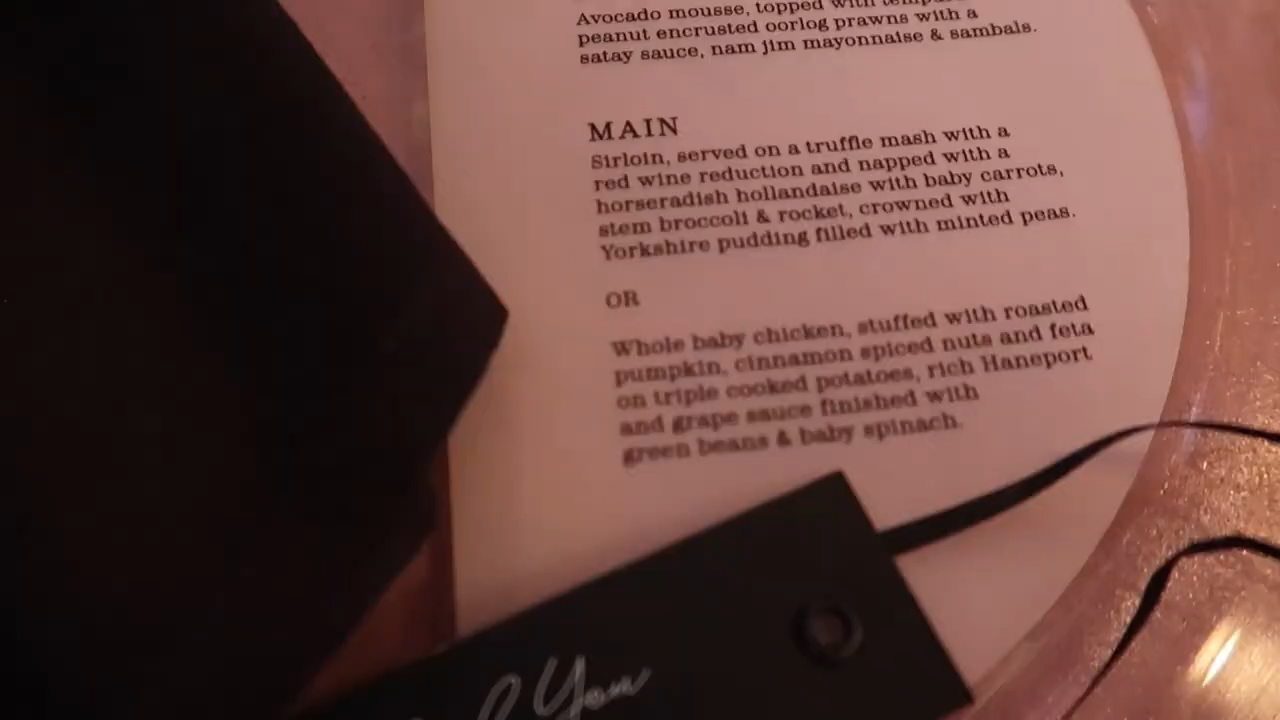 Avocado mousse, topped with
peanut encrusted oorlog prawns with a
satay sauce, nam jim mayonnaise & sambals.
MAIN
Sirloin, served on a truffle mash with a
red wine reduction and napped with a
horseradish hollandaise with baby carrots,
stem broccoli & rocket, crowned with
Yorkshire pudding filled with minted peas.
OR
Whole baby chicken, stuffed with roasted
pumpkin, cinnamon spiced nuts and feta
on triple cooked potatoes, rich Haneport
and grape sauce finished with
green beans & baby spinach.
You